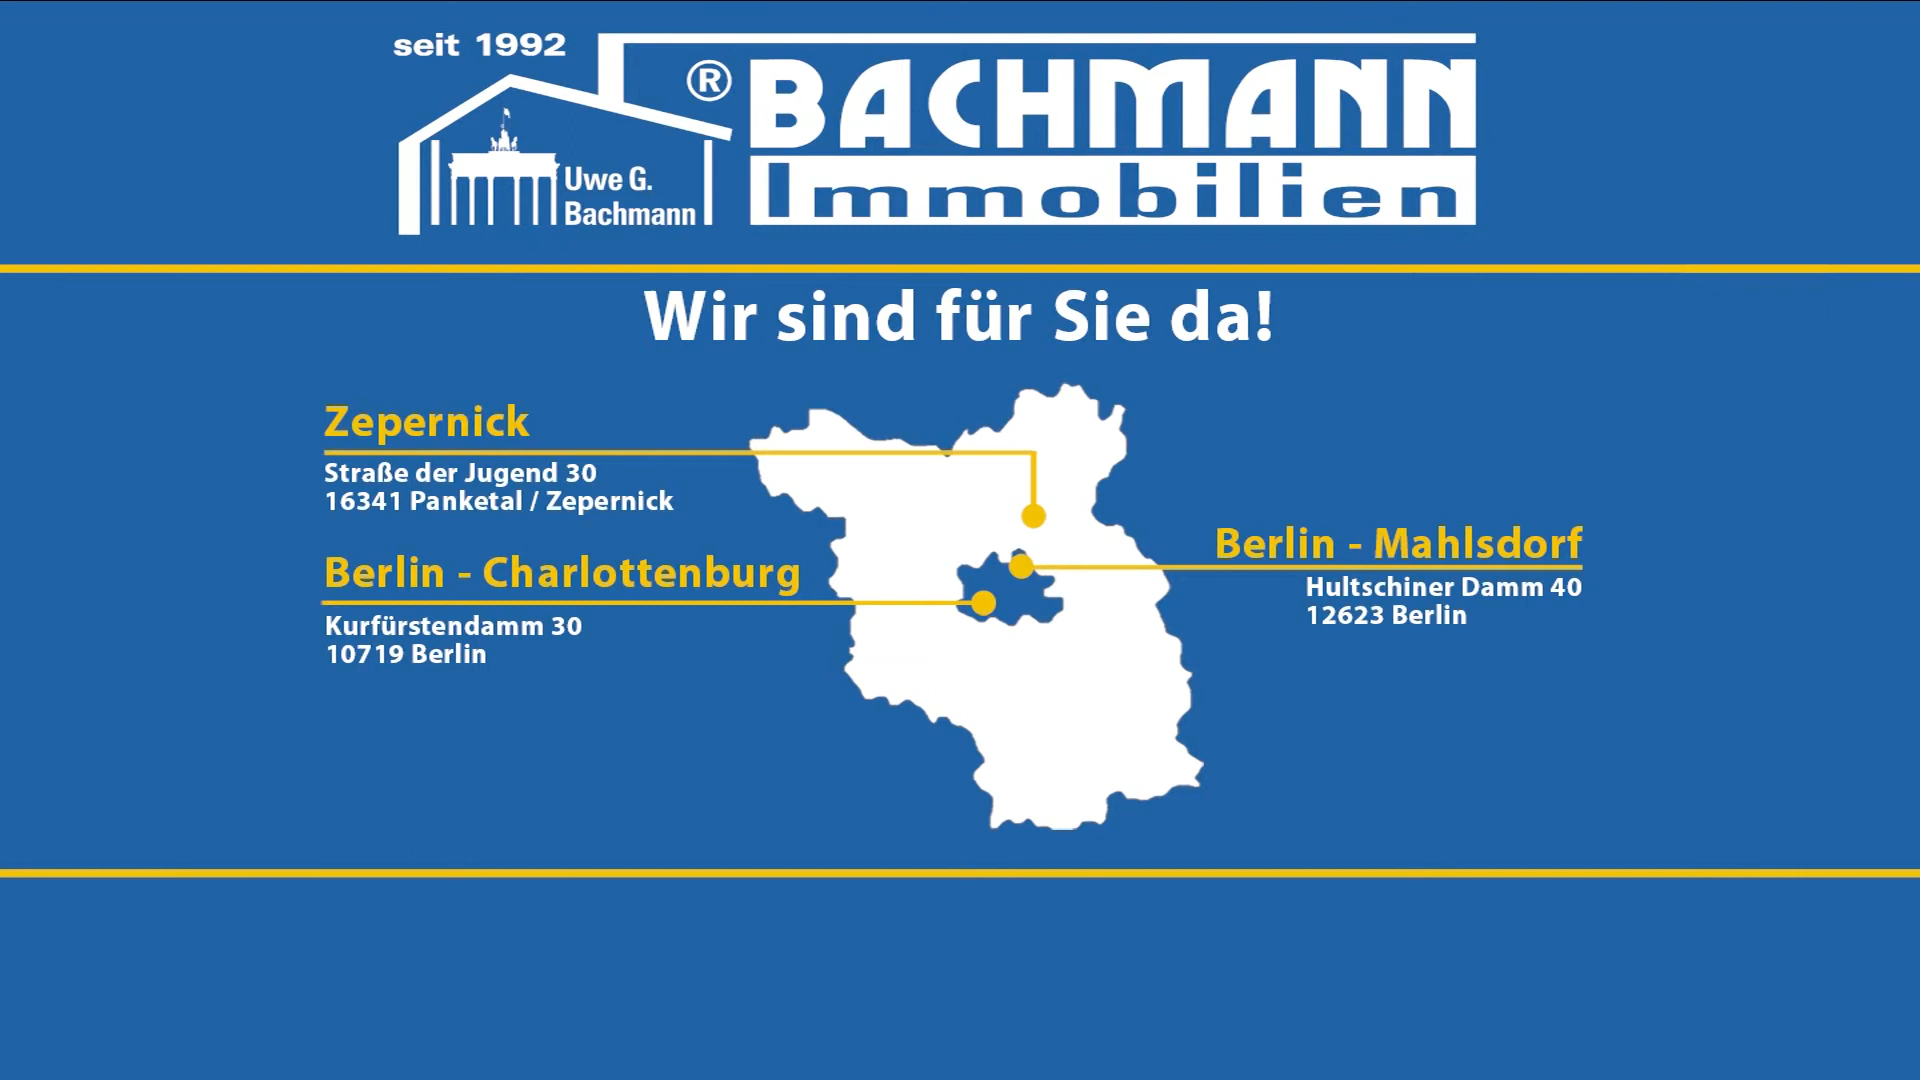 seit 1992
® BACHMANN
Immobilien
Uwe G.
Bachmann
Wir sind für Sie da!
Zepernick
Straße der Jugend 30
16341 Panketal / Zepernick
Berlin - Charlottenburg
Kurfürstendamm 30
10719 Berlin
Berlin - Mahlsdorf
Hultschiner Damm 40
12623 Berlin